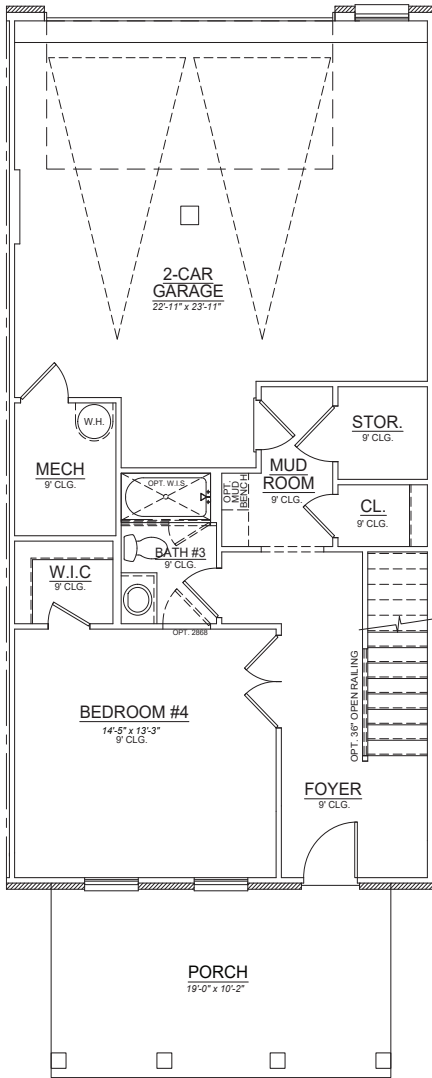 2-CAR
GARAGE
22'-11" x 23'-11"
W.H.
MECH
9' CLG.
STOR.
9' CLG.
MUD
ROOM
9' CLG.
OPT.
MUD
BENCH
OPT. W.I.S.
CL.
9' CLG.
BATH #3
9' CLG.
W.I.C
9' CLG.
OPT. 2868
BEDROOM #4
14'-5" x 13'-3"
9' CLG.
OPT. 36" OPEN RAILING
FOYER
9' CLG.
PORCH
19'-0" x 10'-2"